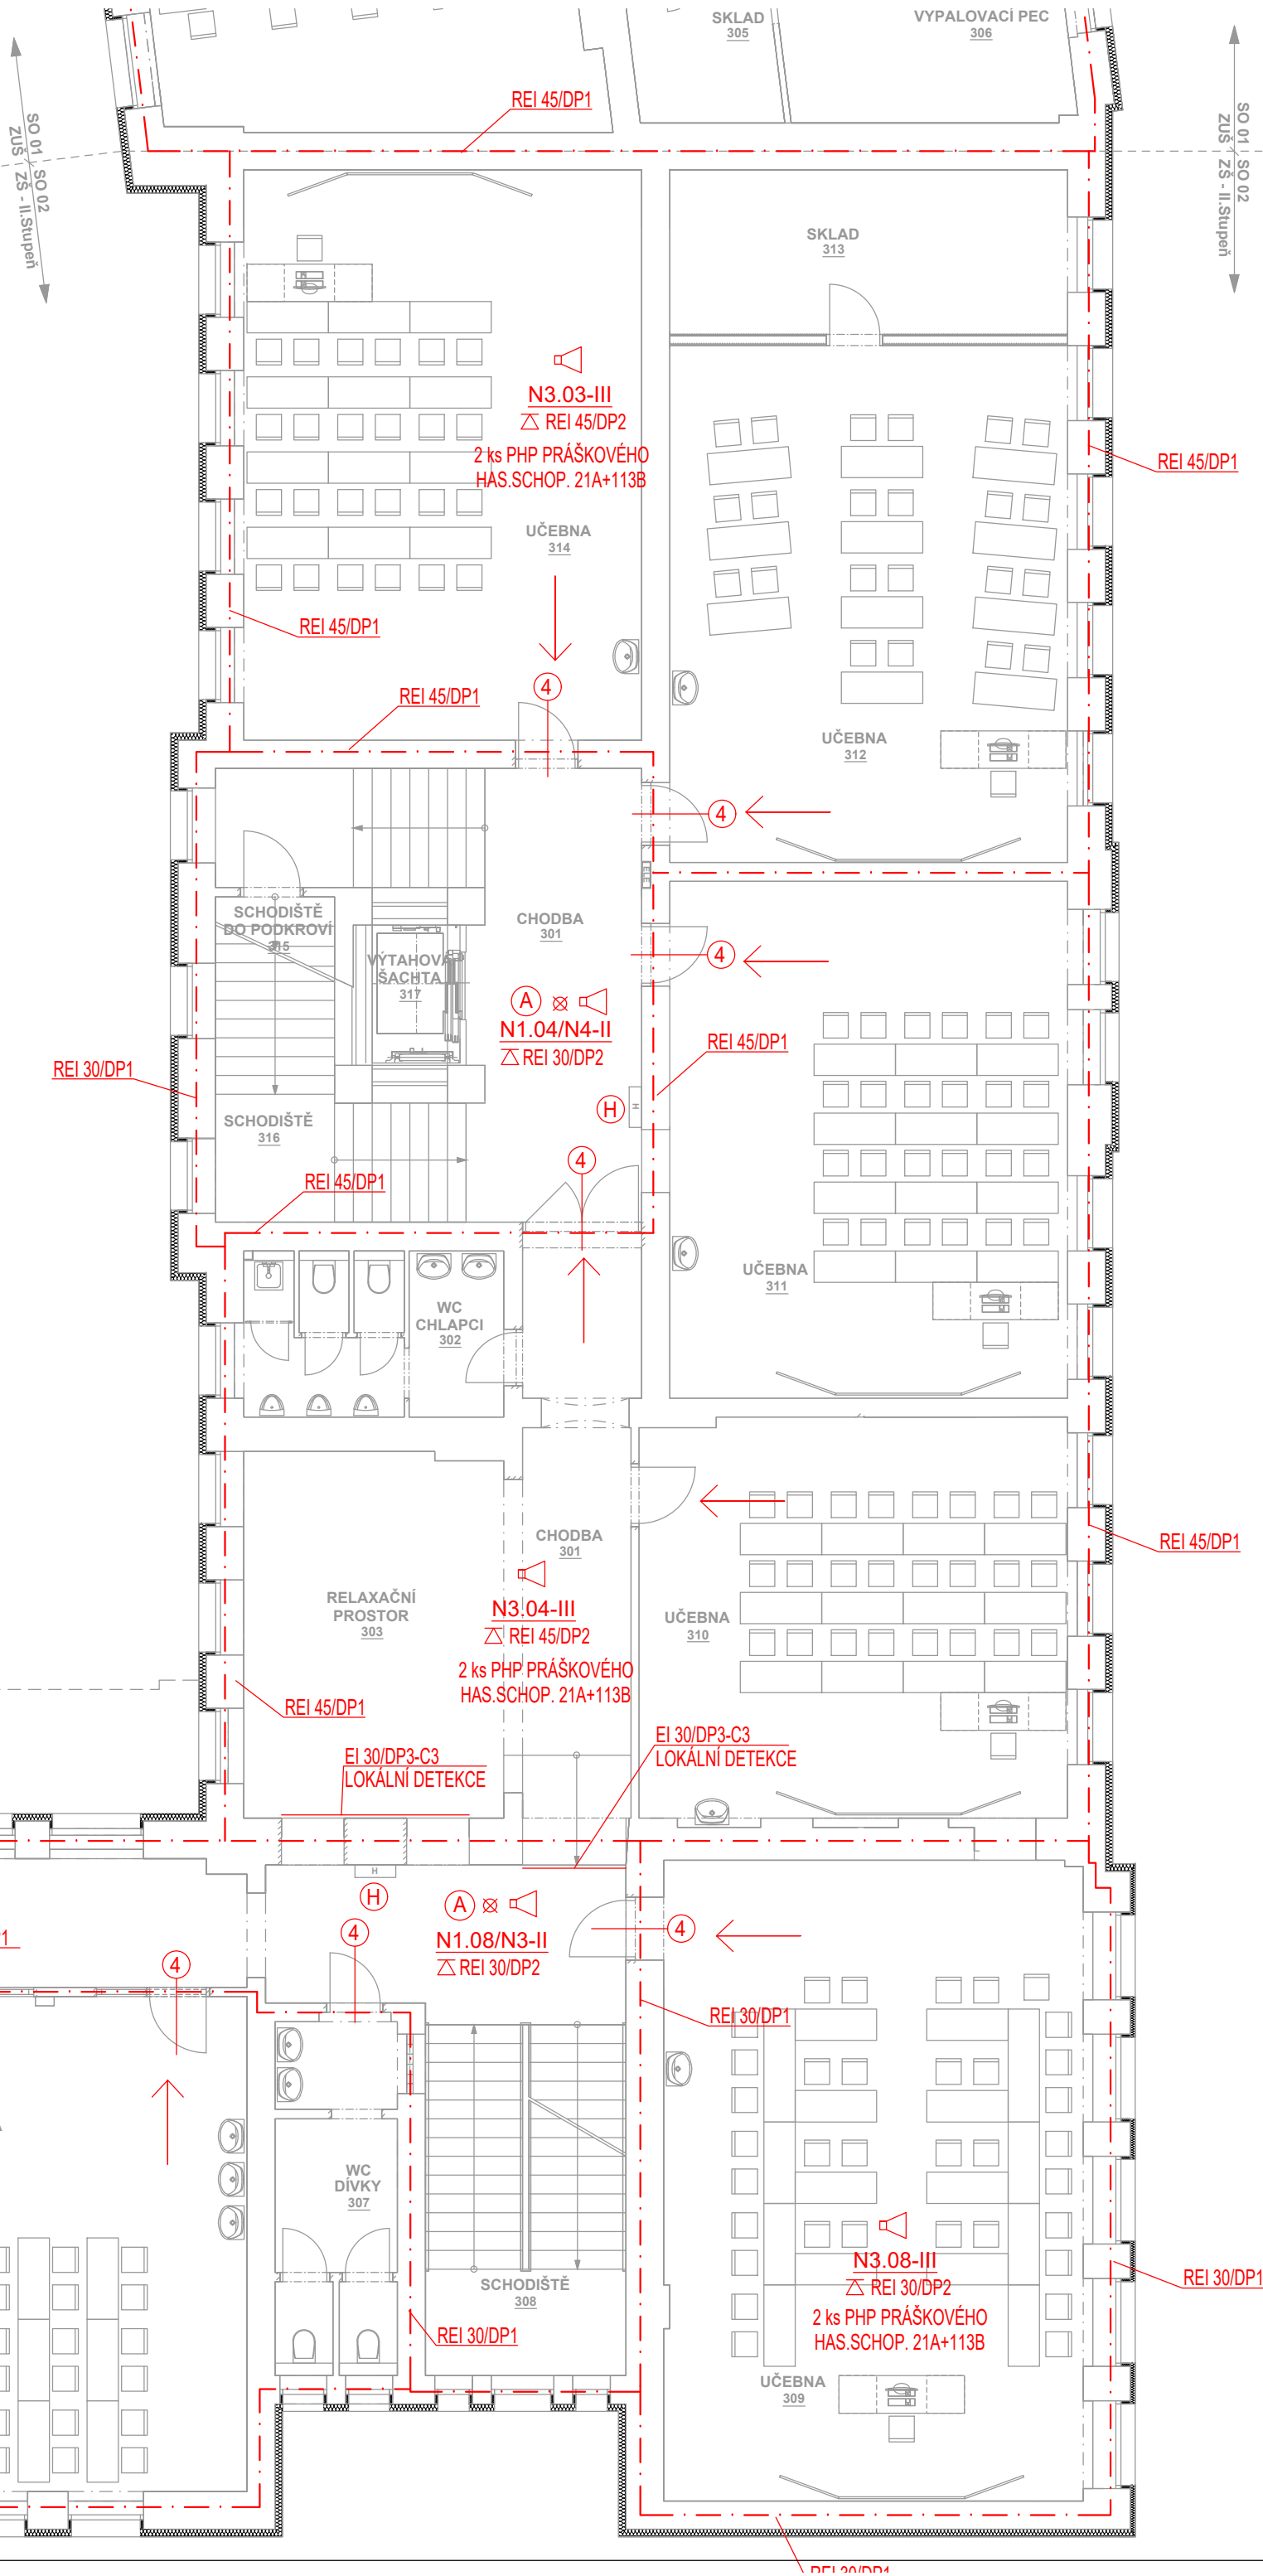 SKLAD
305
VYPALOVACÍ PEC
306
SO 01
ZUŠ
SO 02
ZŠ - II.Stupeň
SO 01
ZUŠ
SO 02
ZŠ - II.Stupeň
REI 45/DP1
SKLAD
313
N3.03-III
REI 45/DP2
2 ks PHP PRÁŠKOVÉHO
HAS.SCHOP. 21A+113B
REI 45/DP1
UČEBNA
314
REI 45/DP1
REI 45/DP1
4
UČEBNA
312
4
ELE
SCHODIŠTĚ
DO PODKROVÍ
315
CHODBA
301
VÝTAHOVÁ
ŠACHTA
317
4
A
N1.04/N4-II
REI 30/DP2
REI 45/DP1
REI 30/DP1
H
H
SCHODIŠTĚ
316
4
REI 45/DP1
UČEBNA
311
WC
CHLAPCI
302
CHODBA
301
REI 45/DP1
RELAXAČNÍ
PROSTOR
303
N3.04-III
REI 45/DP2
2 ks PHP PRÁŠKOVÉHO
HAS.SCHOP. 21A+113B
UČEBNA
310
REI 45/DP1
EI 30/DP3-C3
LOKÁLNÍ DETEKCE
EI 30/DP3-C3
LOKÁLNÍ DETEKCE
H
H
A
N1.08/N3-II
REI 30/DP2
4
4
4
REI 30/DP1
WC
DÍVKY
307
SCHODIŠTĚ
308
REI 30/DP1
N3.08-III
REI 30/DP2
2 ks PHP PRÁŠKOVÉHO
HAS.SCHOP. 21A+113B
REI 30/DP1
UČEBNA
309
REI 30/DP1